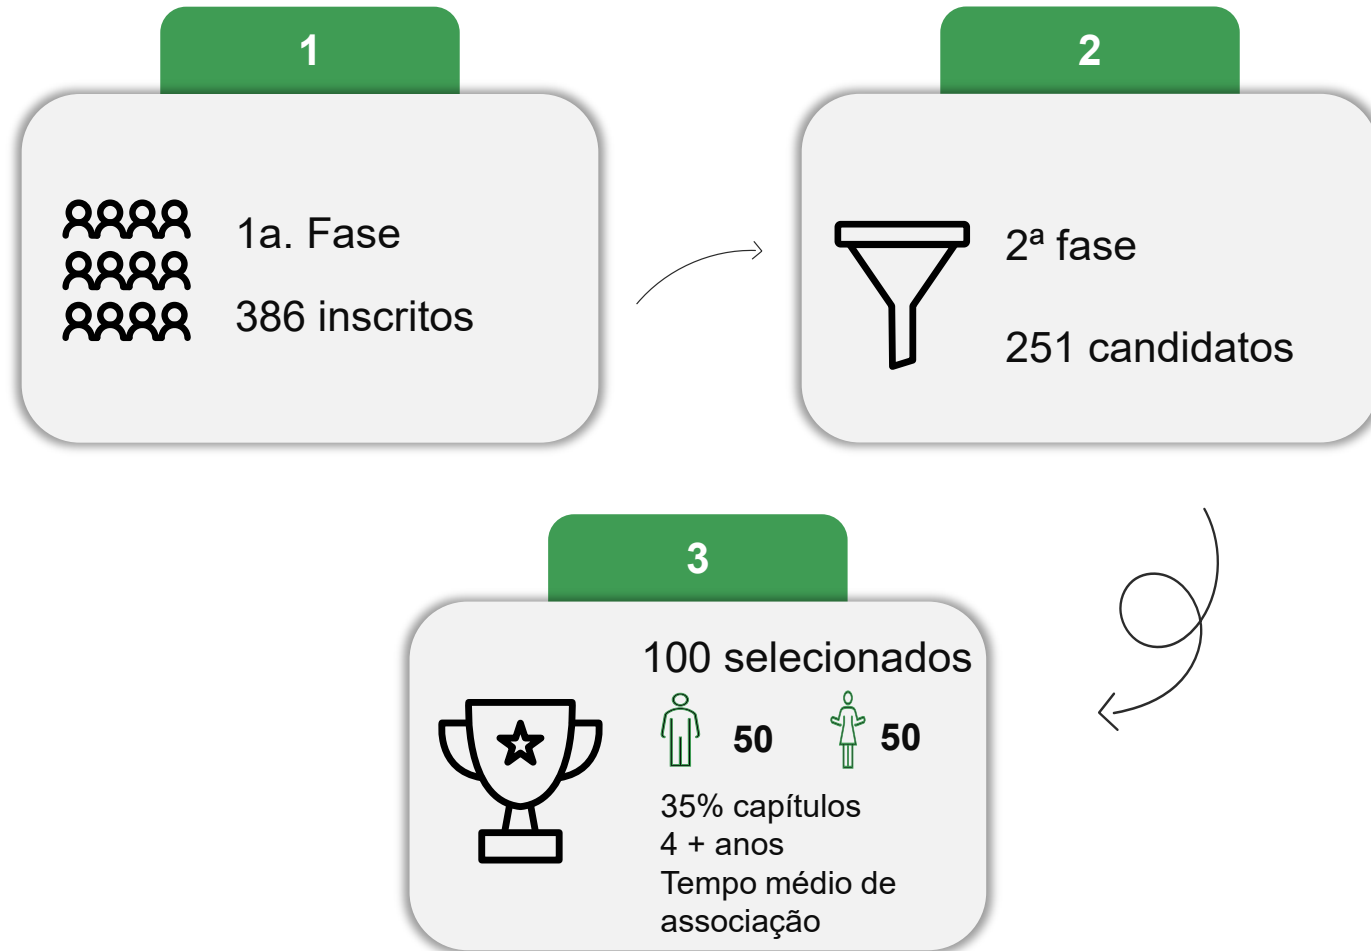 1
1a. Fase
386 inscritos
2
2ª fase
251 candidatos
3
100 selecionados
50
50
35% capítulos
4 + anos
Tempo médio de
associação